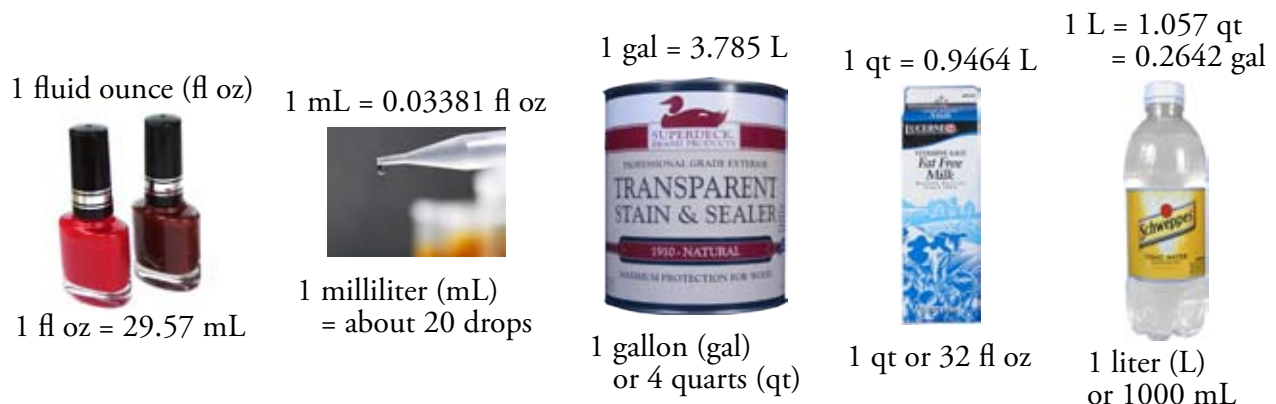 1 fluid ounce (fl oz)
1 fl oz = 29.57 mL
1 mL = 0.03381 fl oz
1 milliliter (mL)
= about 20 drops
1 gal = 3.785 L
SUPERDECK
BRAND PRODUCTS
PROFESSIONAL GRADE EXTERIOR
TRANSPARENT
STAIN & SEALER
1910 - NATURAL
MAXIMUM PROTECTION FOR WOOD
1 gallon (gal)
or 4 quarts (qt)
1 qt = 0.9464 L
LUCERNE
Fat Free
Milk
1 qt or 32 fl oz
1 L = 1.057 qt
= 0.2642 gal
Schweppes
TONIC WATER
1 liter (L)
or 1000 mL